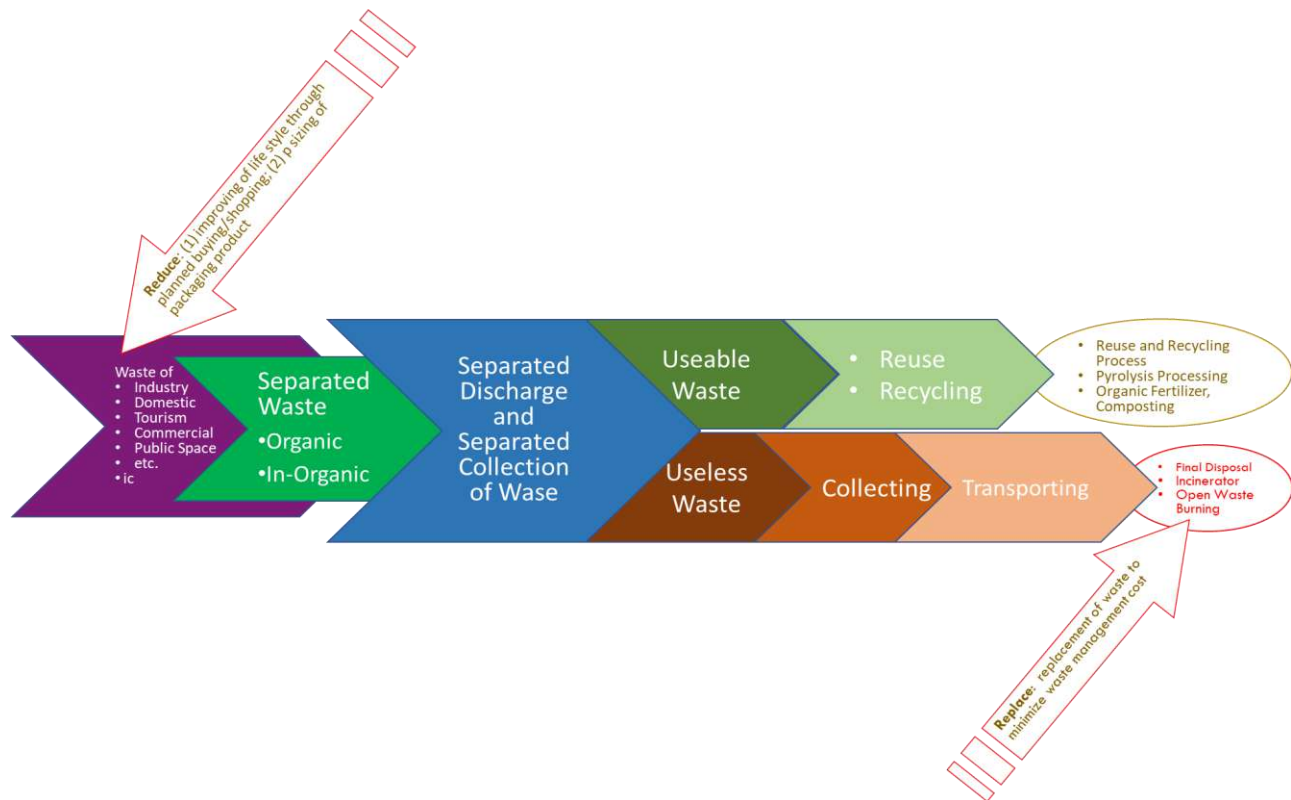 Reduce: (1) improving of life style through
planned buying/shopping; (2) p sizing of
packaging product
Waste of
• Industry
• Domestic
• Tourism
• Commercial
• Public Space
• etc.
•ic
Separated
Waste
•Organic
•In-Organic
Separated
Discharge
and
Separated
Collection
of Wase
Useable
Waste
• Reuse
• Recycling
• Reuse and Recycling
Process
• Pyrolysis Processing
• Organic Fertilizer,
Composting
Useless
Waste
Collecting
Transporting
• Final Disposal
• Incinerator
• Open Waste
Burning
Replace: replacement of waste to
minimize waste management cost